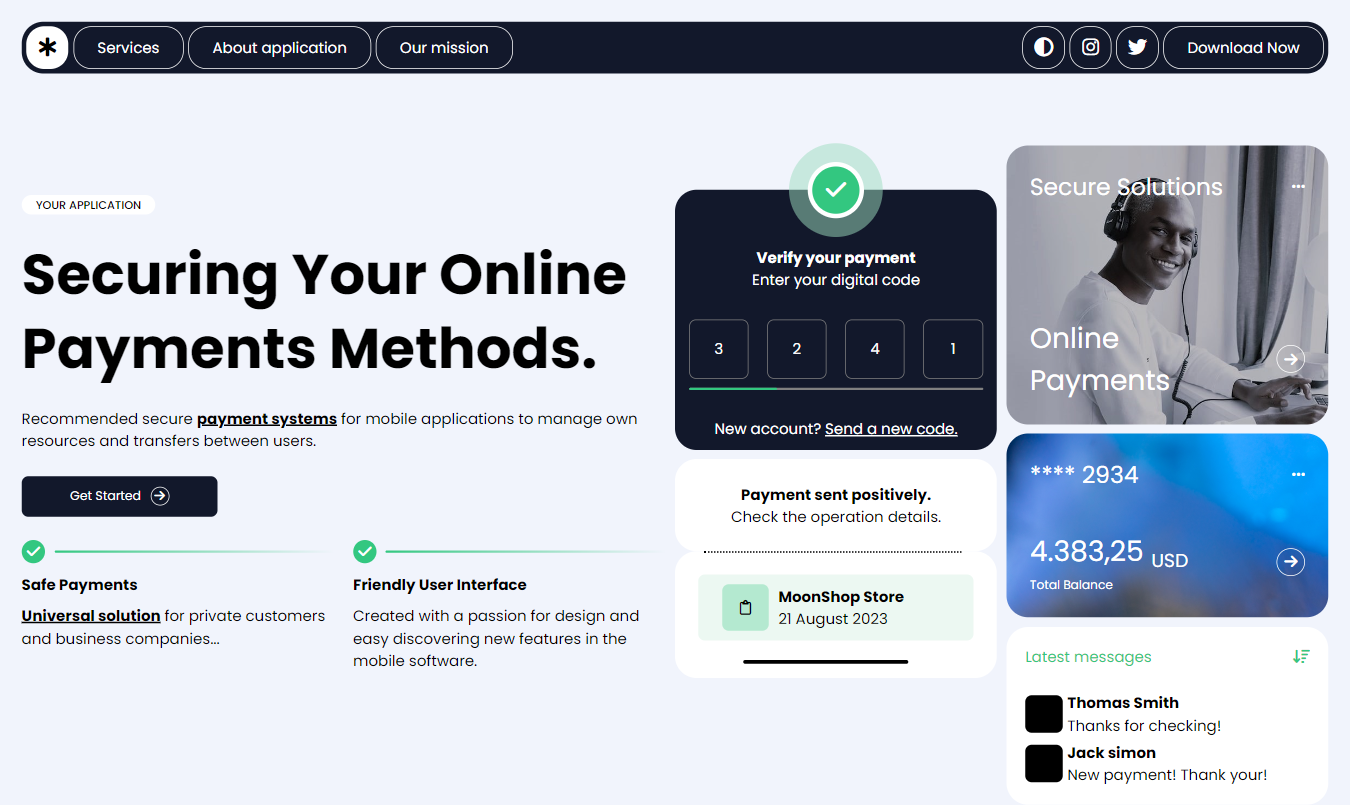 Services
About application
Our mission
Download Now
YOUR APPLICATION
Securing Your Online
Payments Methods.
Recommended secure payment systems for mobile applications to manage own
resources and transfers between users.
Get Started
Safe Payments
Universal solution for private customers
and business companies...
Friendly User Interface
Created with a passion for design and
easy discovering new features in the
mobile software.
Verify your payment
Enter your digital code
3 2 4 1
New account? Send a new code.
Payment sent positively.
Check the operation details.
MoonShop Store
21 August 2023
Secure Solutions
Online
Payments
**** 2934
4.383,25 USD
Total Balance
Latest messages
Thomas Smith
Thanks for checking!
Jack simon
New payment! Thank your!